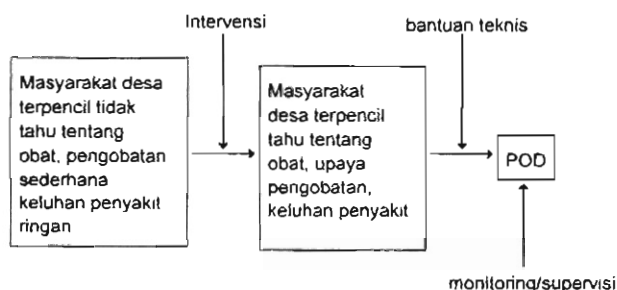 Intervensi
bantuan teknis
Masyarakat desa
terpencil tidak
tahu tentang
obat, pengobatan
sederhana
keluhan penyakit
ringan
Masyarakat
desa terpencil
tahu tentang
obat, upaya
pengobatan,
keluhan penyakit
POD
monitoring/supervisi